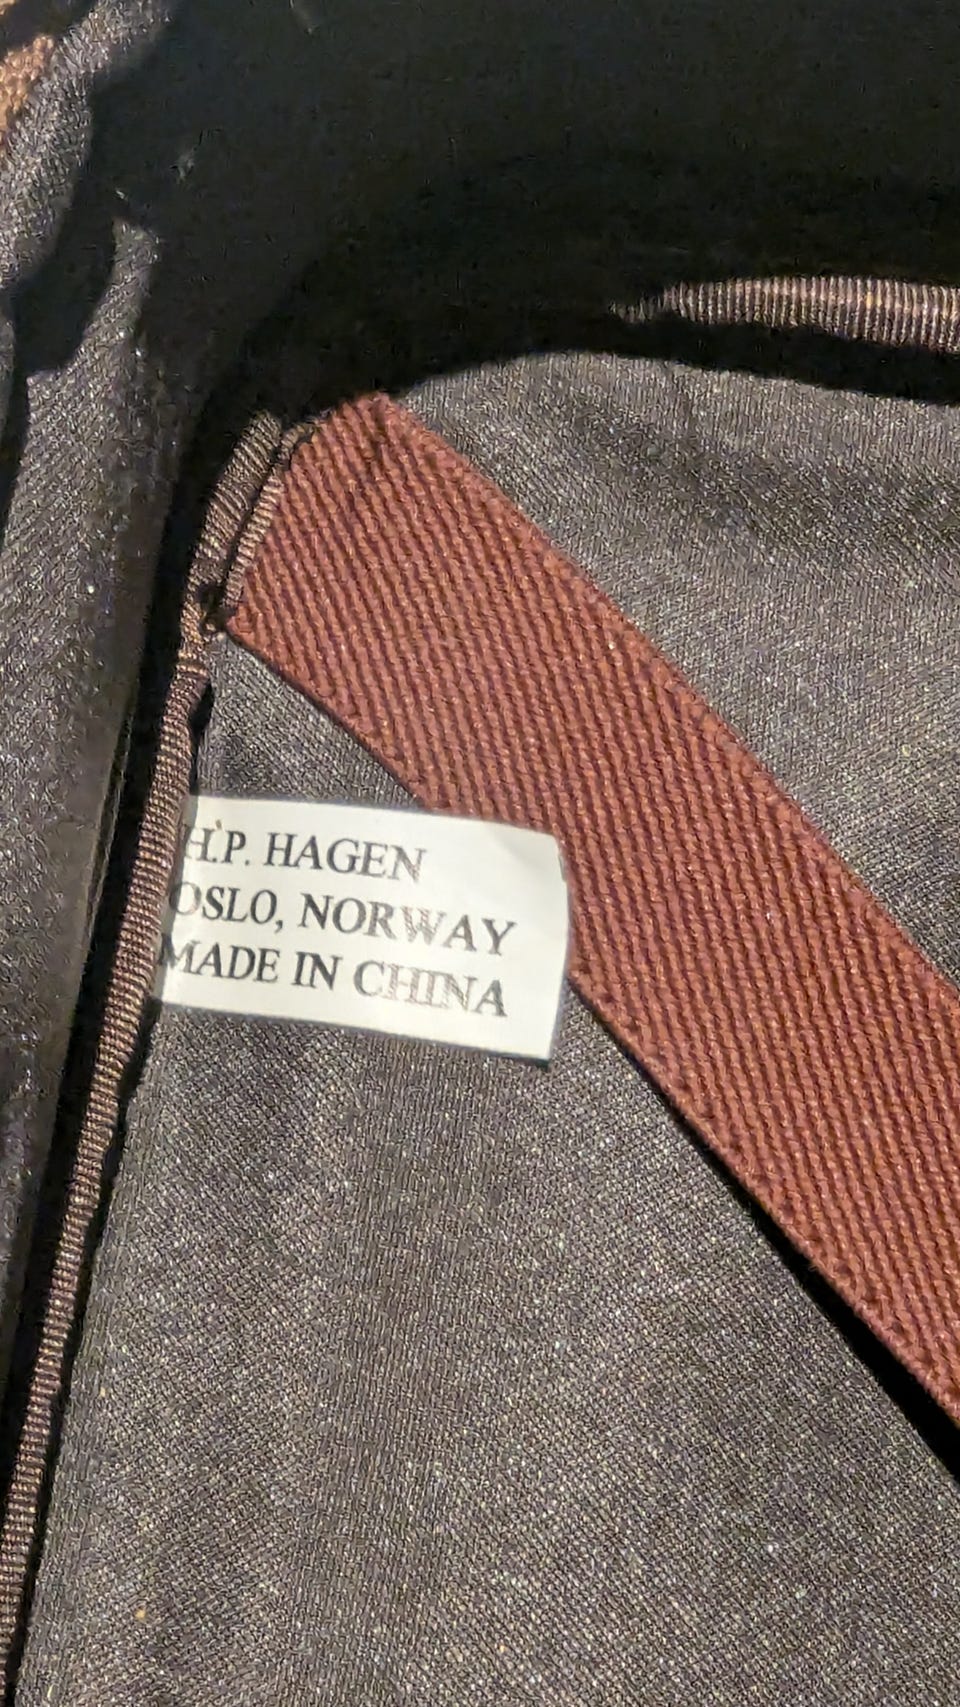 H.P. HAGEN
OSLO, NORWAY
MADE IN CHINA